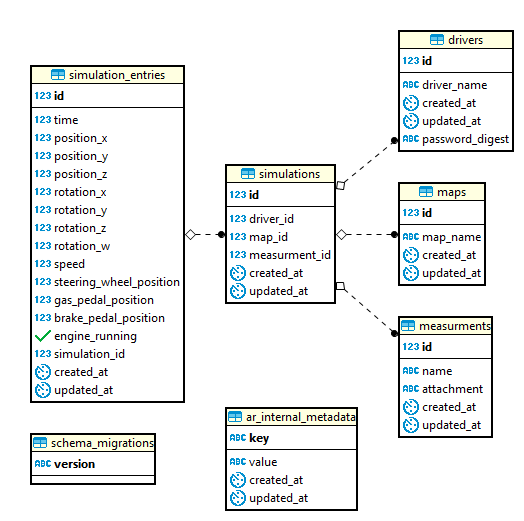 simulation_entries
123 id
123 time
123 position_x
123 position_y
123 position_z
123 rotation_x
123 rotation_y
123 rotation_z
123 rotation_w
123 speed
123 steering_wheel_position
123 gas_pedal_position
123 brake_pedal_position
engine_running
123 simulation_id
created_at
updated_at
simulations
123 id
123 driver_id
123 map_id
123 measurment_id
created_at
updated_at
drivers
123 id
ABC driver_name
created_at
updated_at
ABC password_digest
maps
123 id
ABC map_name
created_at
updated_at
measurments
123 id
ABC name
ABC attachment
created_at
updated_at
schema_migrations
ABC version
ar_internal_metadata
ABC key
ABC value
created_at
updated_at